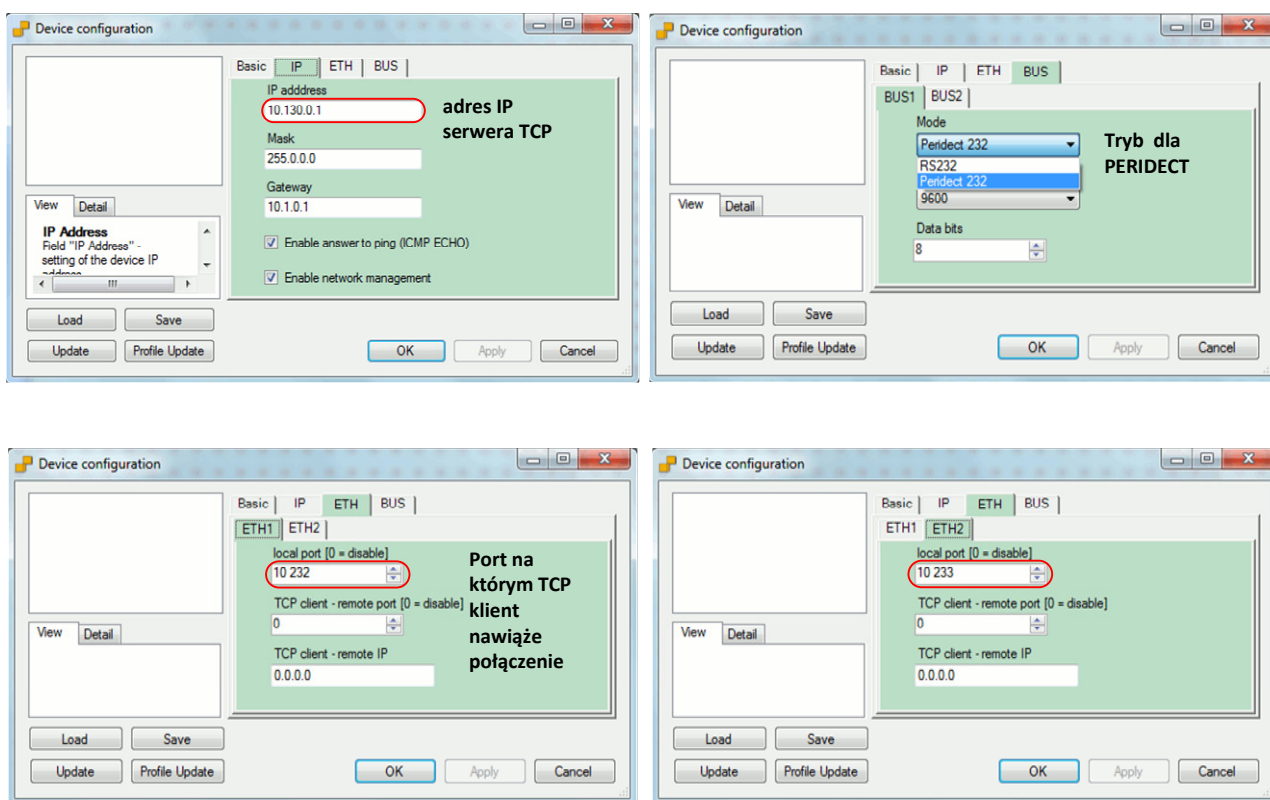 Device configuration
Basic IP ETH BUS
IP adddress
10.130.0.1
adres IP
serwera TCP
Mask
255.0.0.0
Gateway
10.1.0.1
Enable answer to ping (ICMP ECHO)
Enable network management
View Detail
IP Address
Field "IP Address" -
setting of the device IP
address
Load Save
Update Profile Update
OK Apply Cancel
Device configuration
Basic IP ETH BUS
BUS1 BUS2
Mode
Peridect 232
RS232
Peridect 232
9600
Tryb dla
PERIDECT
Data bits
8
View Detail
Load Save
Update Profile Update
OK Apply Cancel
Device configuration
Basic IP ETH BUS
ETH1 ETH2
local port [0 = disable]
10 232
TCP client - remote port [0 = disable]
0
TCP client - remote IP
0.0.0.0
Port na
którym TCP
klient
nawiąże
połączenie
View Detail
Load Save
Update Profile Update
OK Apply Cancel
Device configuration
Basic IP ETH BUS
ETH1 ETH2
local port [0 = disable]
10 233
TCP client - remote port [0 = disable]
0
TCP client - remote IP
0.0.0.0
View Detail
Load Save
Update Profile Update
OK Apply Cancel